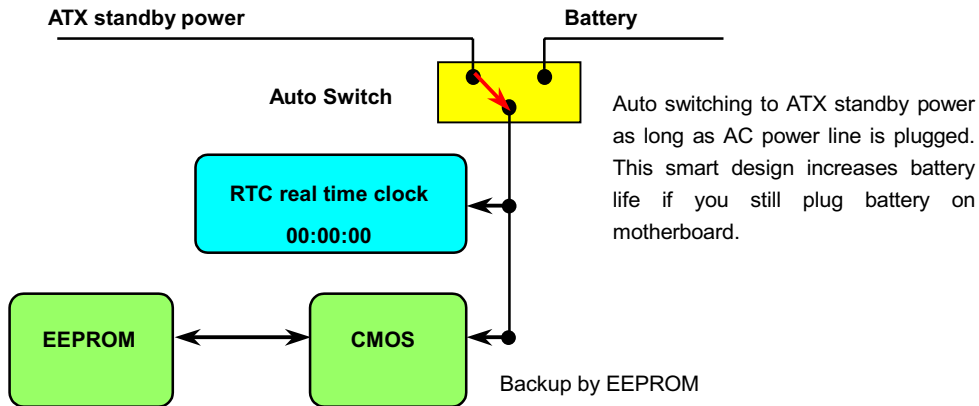 ATX standby power
Battery
Auto Switch
Auto switching to ATX standby power
as long as AC power line is plugged.
This smart design increases battery
life if you still plug battery on
motherboard.
RTC real time clock
00:00:00
EEPROM
CMOS
Backup by EEPROM